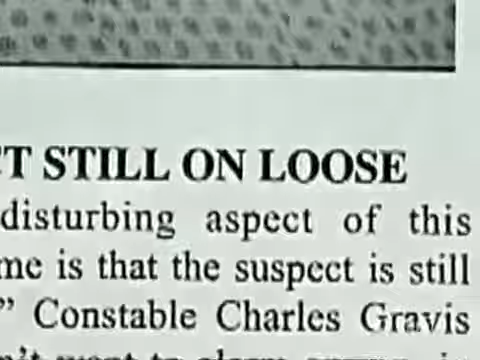 T STILL ON LOOSE
disturbing aspect of this
me is that the suspect is still
” Constable Charles Gravis